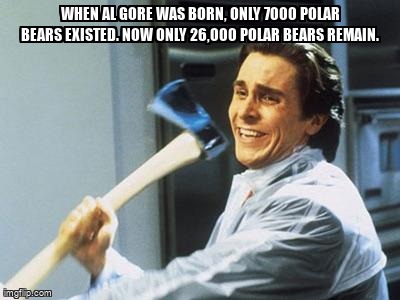 WHEN AL GORE WAS BORN, ONLY 7000 POLAR
BEARS EXISTED. NOW ONLY 26,000 POLAR BEARS REMAIN.
imgflip.com